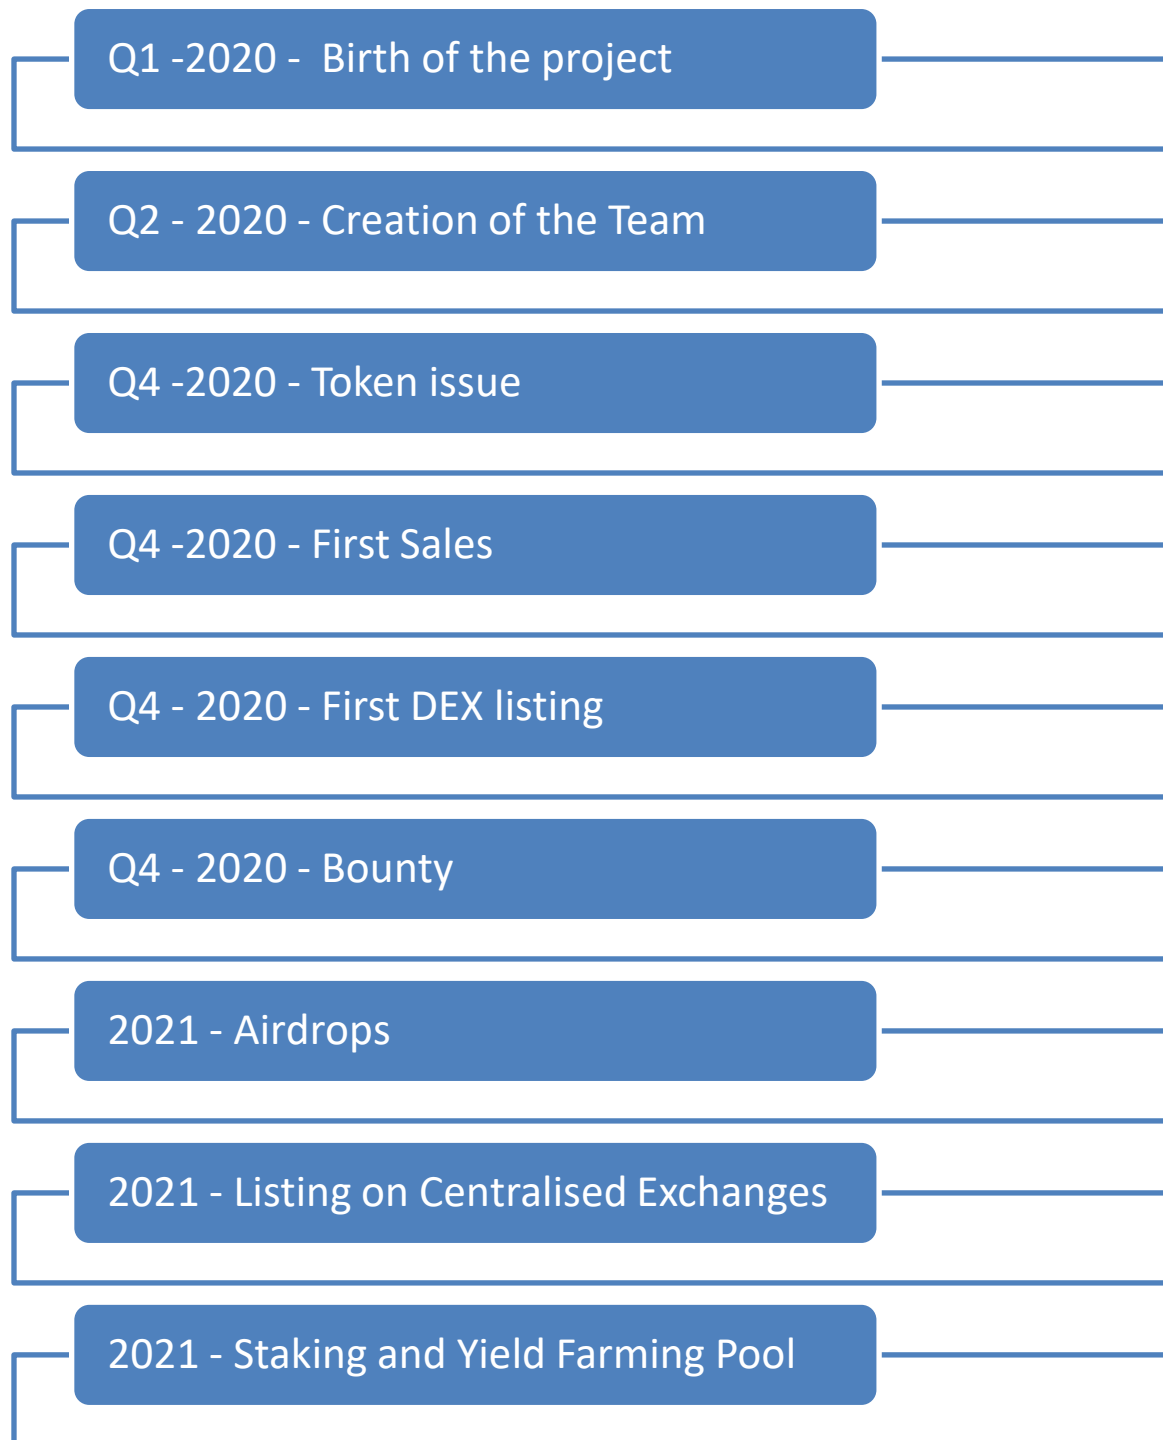 Q1 -2020 -  Birth of the project
Q2 - 2020 - Creation of the Team
Q4 -2020 - Token issue
Q4 -2020 - First Sales
Q4 - 2020 - First DEX listing
Q4 - 2020 - Bounty
2021 - Airdrops
2021 - Listing on Centralised Exchanges
2021 - Staking and Yield Farming Pool